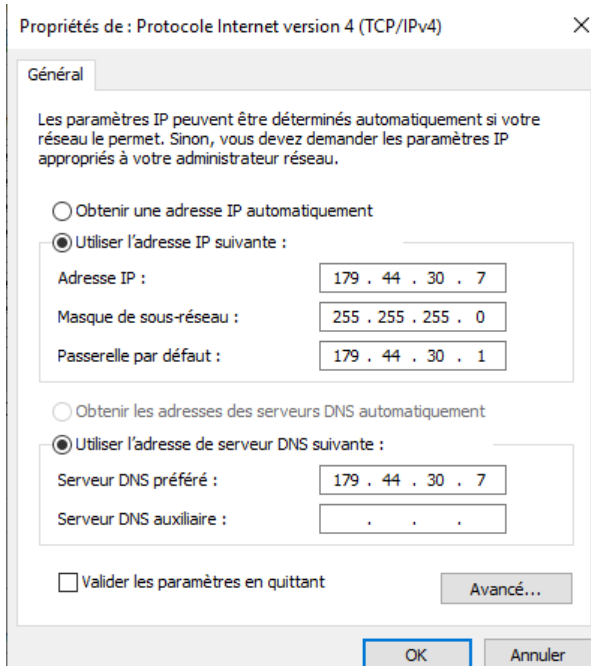 Propriétés de : Protocole Internet version 4 (TCP/IPv4)
Général
Les paramètres IP peuvent être déterminés automatiquement si votre
réseau le permet. Sinon, vous devez demander les paramètres IP
appropriés à votre administrateur réseau.
Obtenir une adresse IP automatiquement
Utiliser l'adresse IP suivante :
Adresse IP : 179 . 44 . 30 . 7
Masque de sous-réseau : 255 . 255 . 255 . 0
Passerelle par défaut : 179 . 44 . 30 . 1
Obtenir les adresses des serveurs DNS automatiquement
Utiliser l'adresse de serveur DNS suivante :
Serveur DNS préféré : 179 . 44 . 30 . 7
Serveur DNS auxiliaire : . . .
Valider les paramètres en quittant Avancé...
OK Annuler